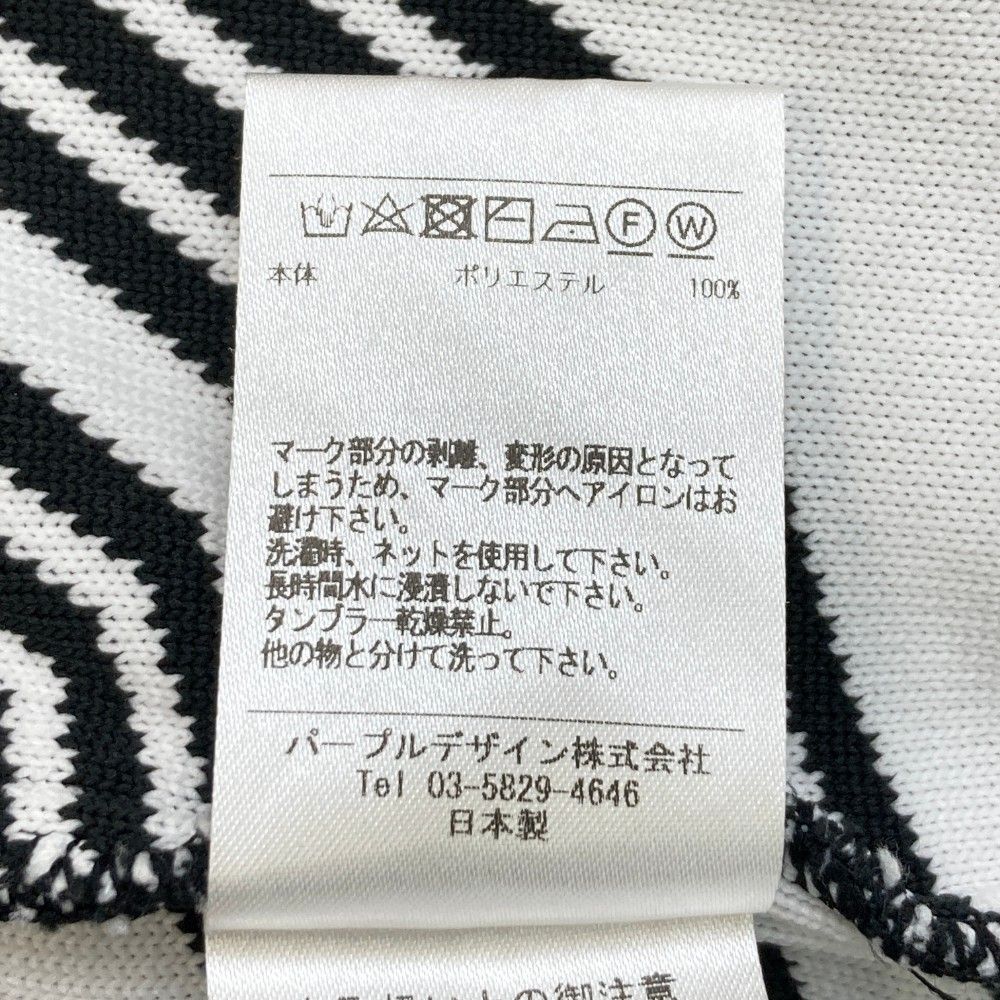 F W
本体 ポリエステル 100%
マーク部分の剥離、変形の原因となって
しまうため、マーク部分へアイロンはお
避け下さい。
洗濯時、ネットを使用して下さい。
長時間水に浸漬しないで下さい。
タンブラー乾燥禁止。
他の物と分けて洗って下さい。
パープルデザイン株式会社
Tel 03-5829-4646
日本製
の御注意